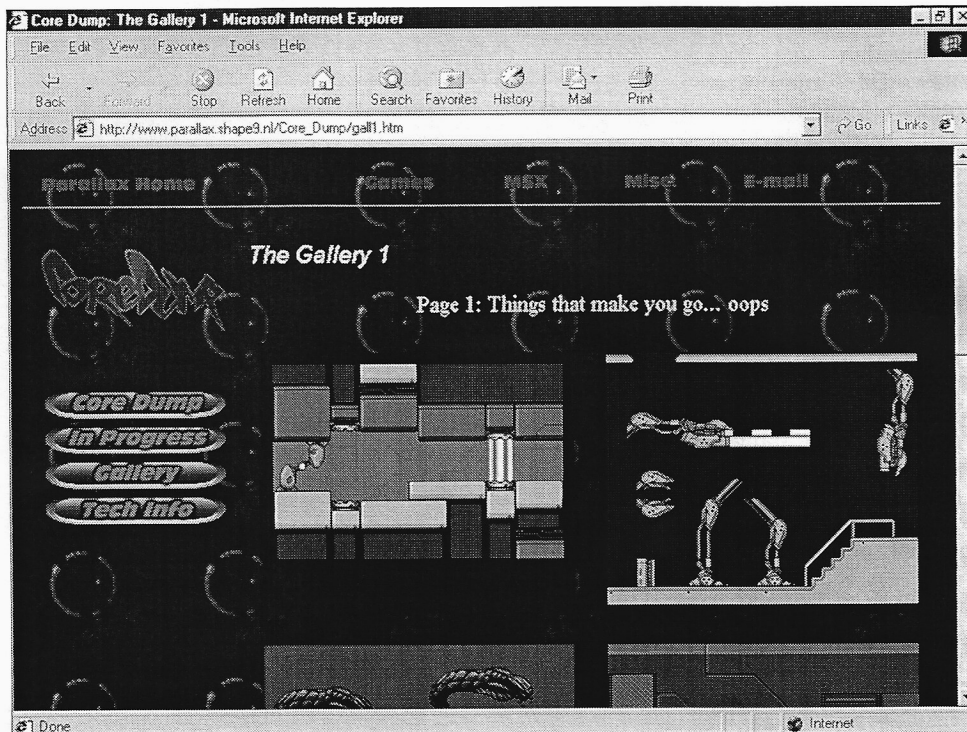 Core Dump: The Gallery 1 - Microsoft Internet Explorer
File Edit View Favorites Tools Help
Back Forward Stop Refresh Home Search Favorites History Mail Print
Address http://www.parallax.shape9.nl/Core_Dump/gall1.htm Go Links »
Parallax Home Games MSX Misc E-mail
The Gallery 1
CoreDump
Page 1: Things that make you go... oops
Core Dump
In Progress
Gallery
Tech Info
Done Internet